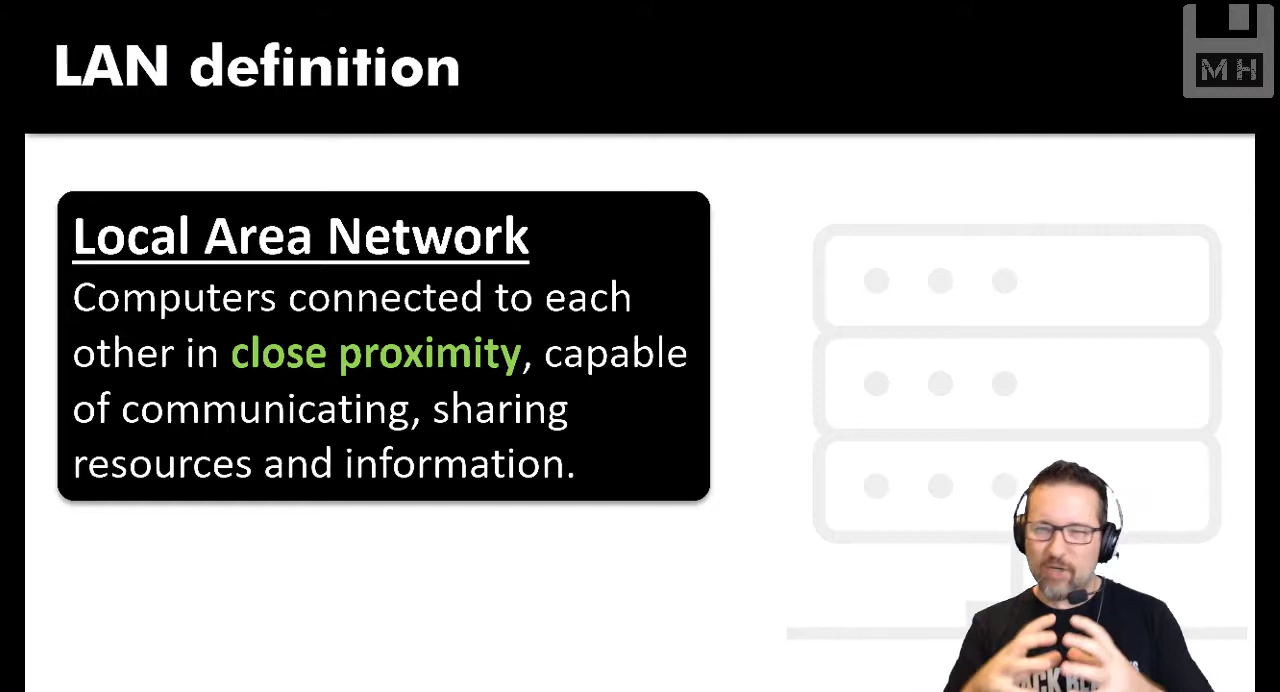 LAN definition
MH
Local Area Network
Computers connected to each
other in close proximity, capable
of communicating, sharing
resources and information.